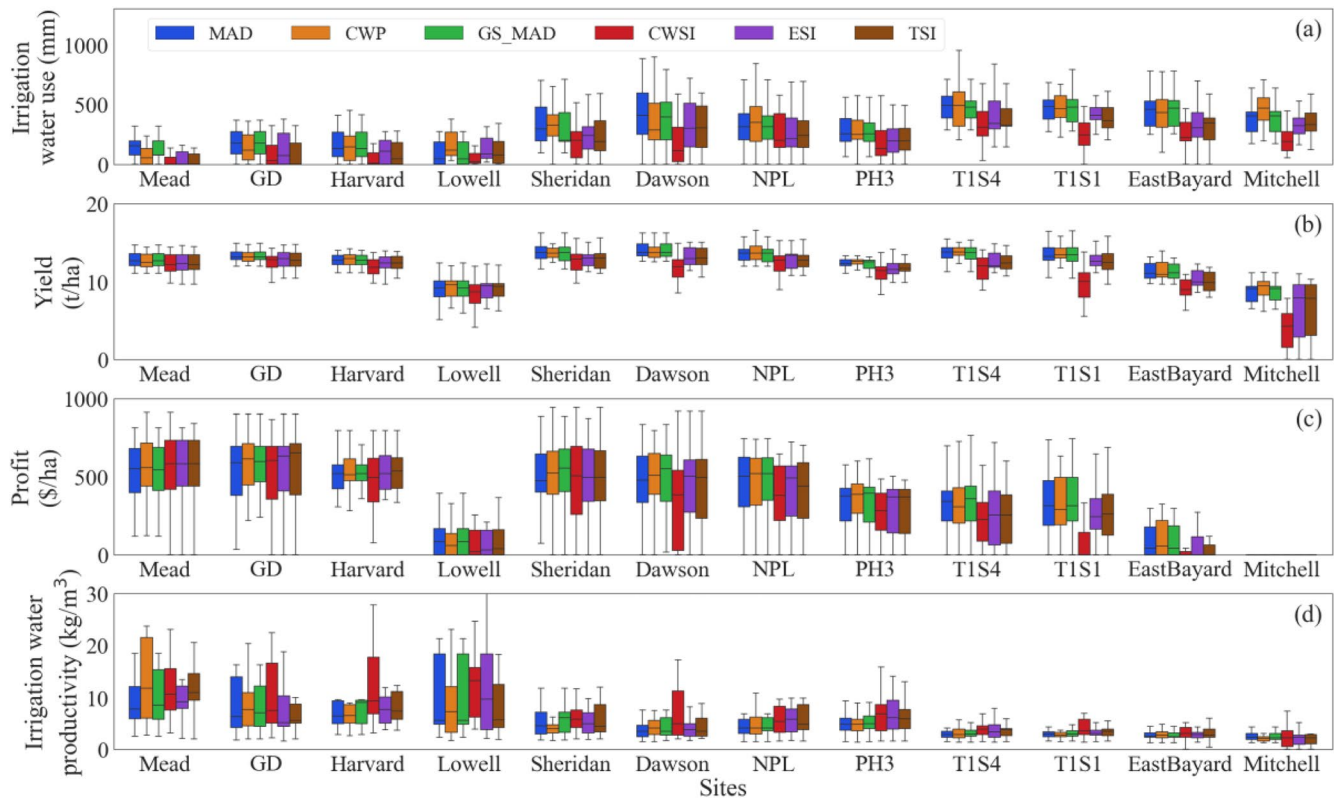 (a)
MAD CWP GS_MAD CWSI ESI TSI
Irrigation
water use (mm)
1000
500
0
Mead GD Harvard Lowell Sheridan Dawson NPL PH3 T1S4 T1S1 EastBayard Mitchell
(b)
Yield
(t/ha)
20
10
0
Mead GD Harvard Lowell Sheridan Dawson NPL PH3 T1S4 T1S1 EastBayard Mitchell
(c)
Profit
($/ha)
1000
500
0
Mead GD Harvard Lowell Sheridan Dawson NPL PH3 T1S4 T1S1 EastBayard Mitchell
(d)
Irrigation water
productivity (kg/m³)
30
20
10
0
Mead GD Harvard Lowell Sheridan Dawson NPL PH3 T1S4 T1S1 EastBayard Mitchell
Sites